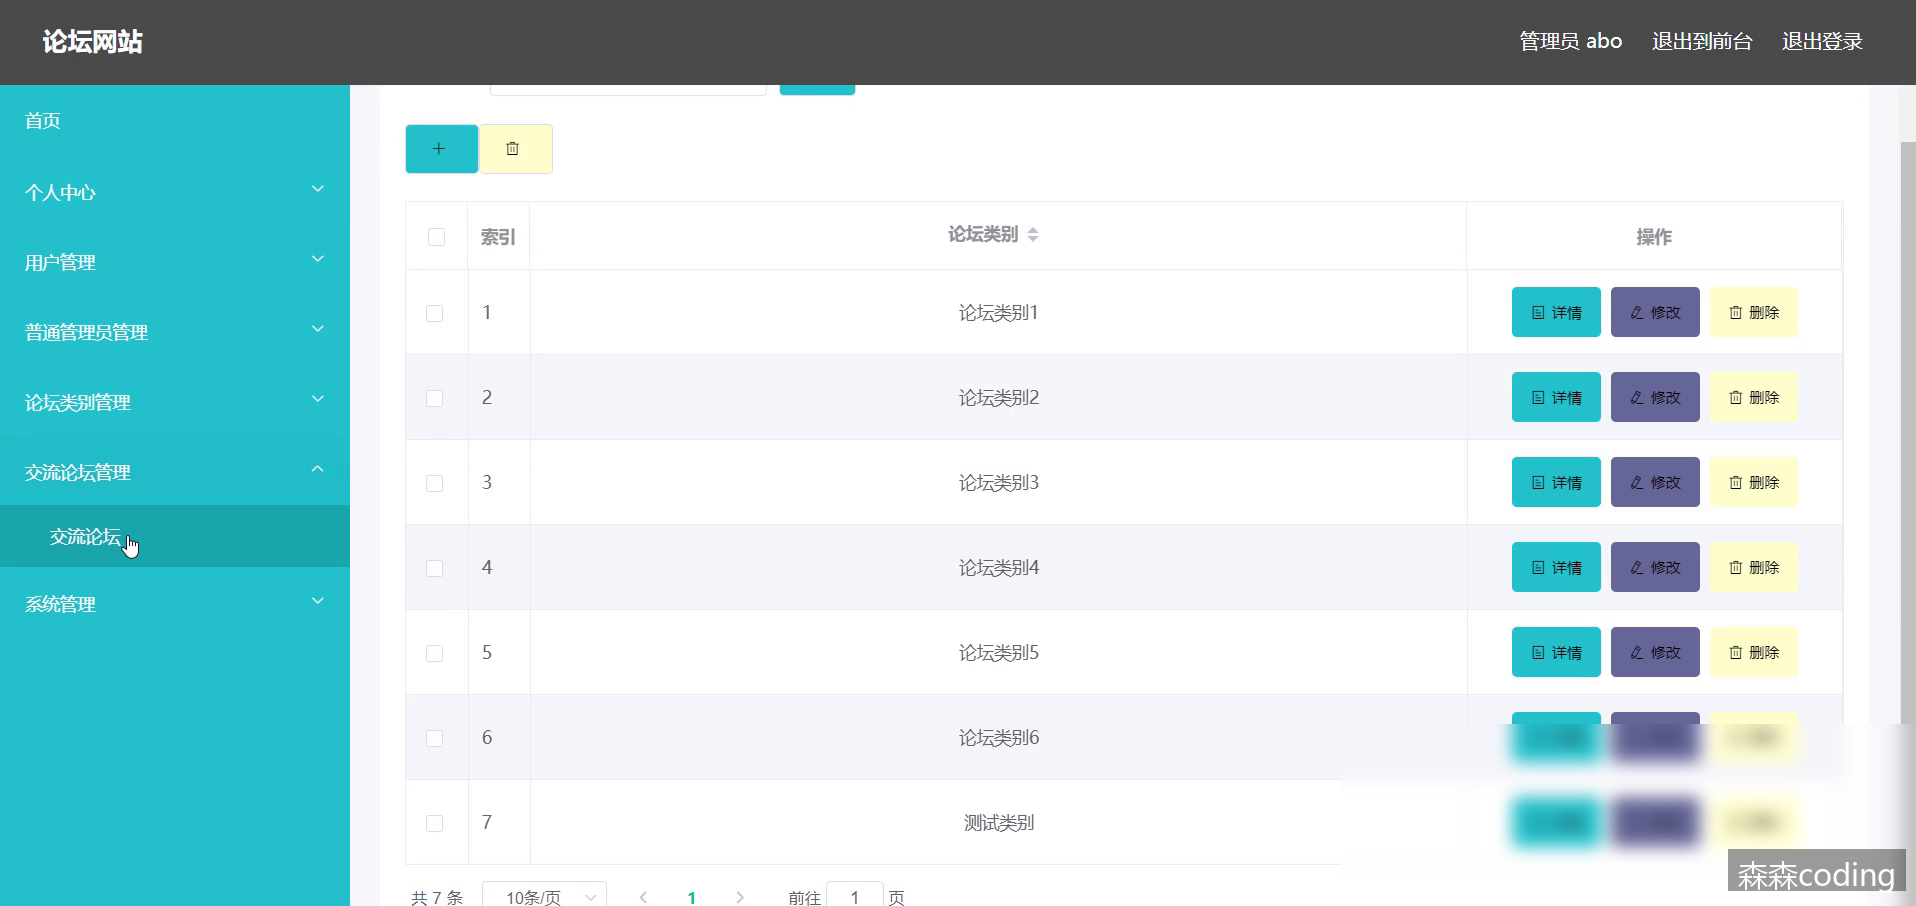 论坛网站
管理员 abo 退出到前台 退出登录
首页
个人中心
用户管理
普通管理员管理
论坛类别管理
交流论坛管理
交流论坛
系统管理
索引 论坛类别 操作
1 论坛类别1 详情 修改 删除
2 论坛类别2 详情 修改 删除
3 论坛类别3 详情 修改 删除
4 论坛类别4 详情 修改 删除
5 论坛类别5 详情 修改 删除
6 论坛类别6
7 测试类别
共 7 条 10条/页 1 前往 1 页
森森coding